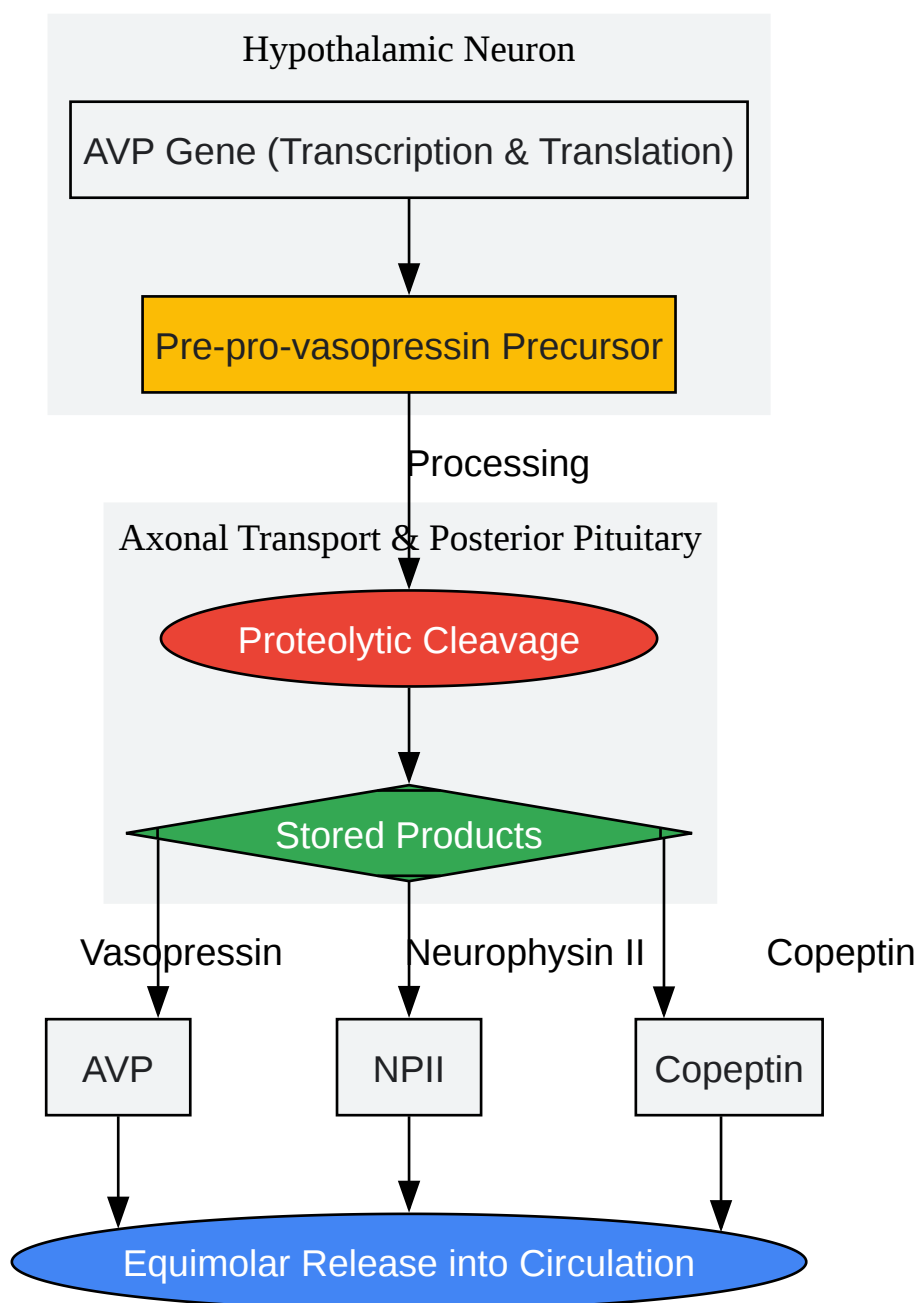 Hypothalamic Neuron
AVP Gene (Transcription & Translation)
Pre-pro-vasopressin Precursor
Processing
Axonal Transport & Posterior Pituitary
Proteolytic Cleavage
Stored Products
Vasopressin
Neurophysin II
Copeptin
AVP
NPII
Copeptin
Equimolar Release into Circulation